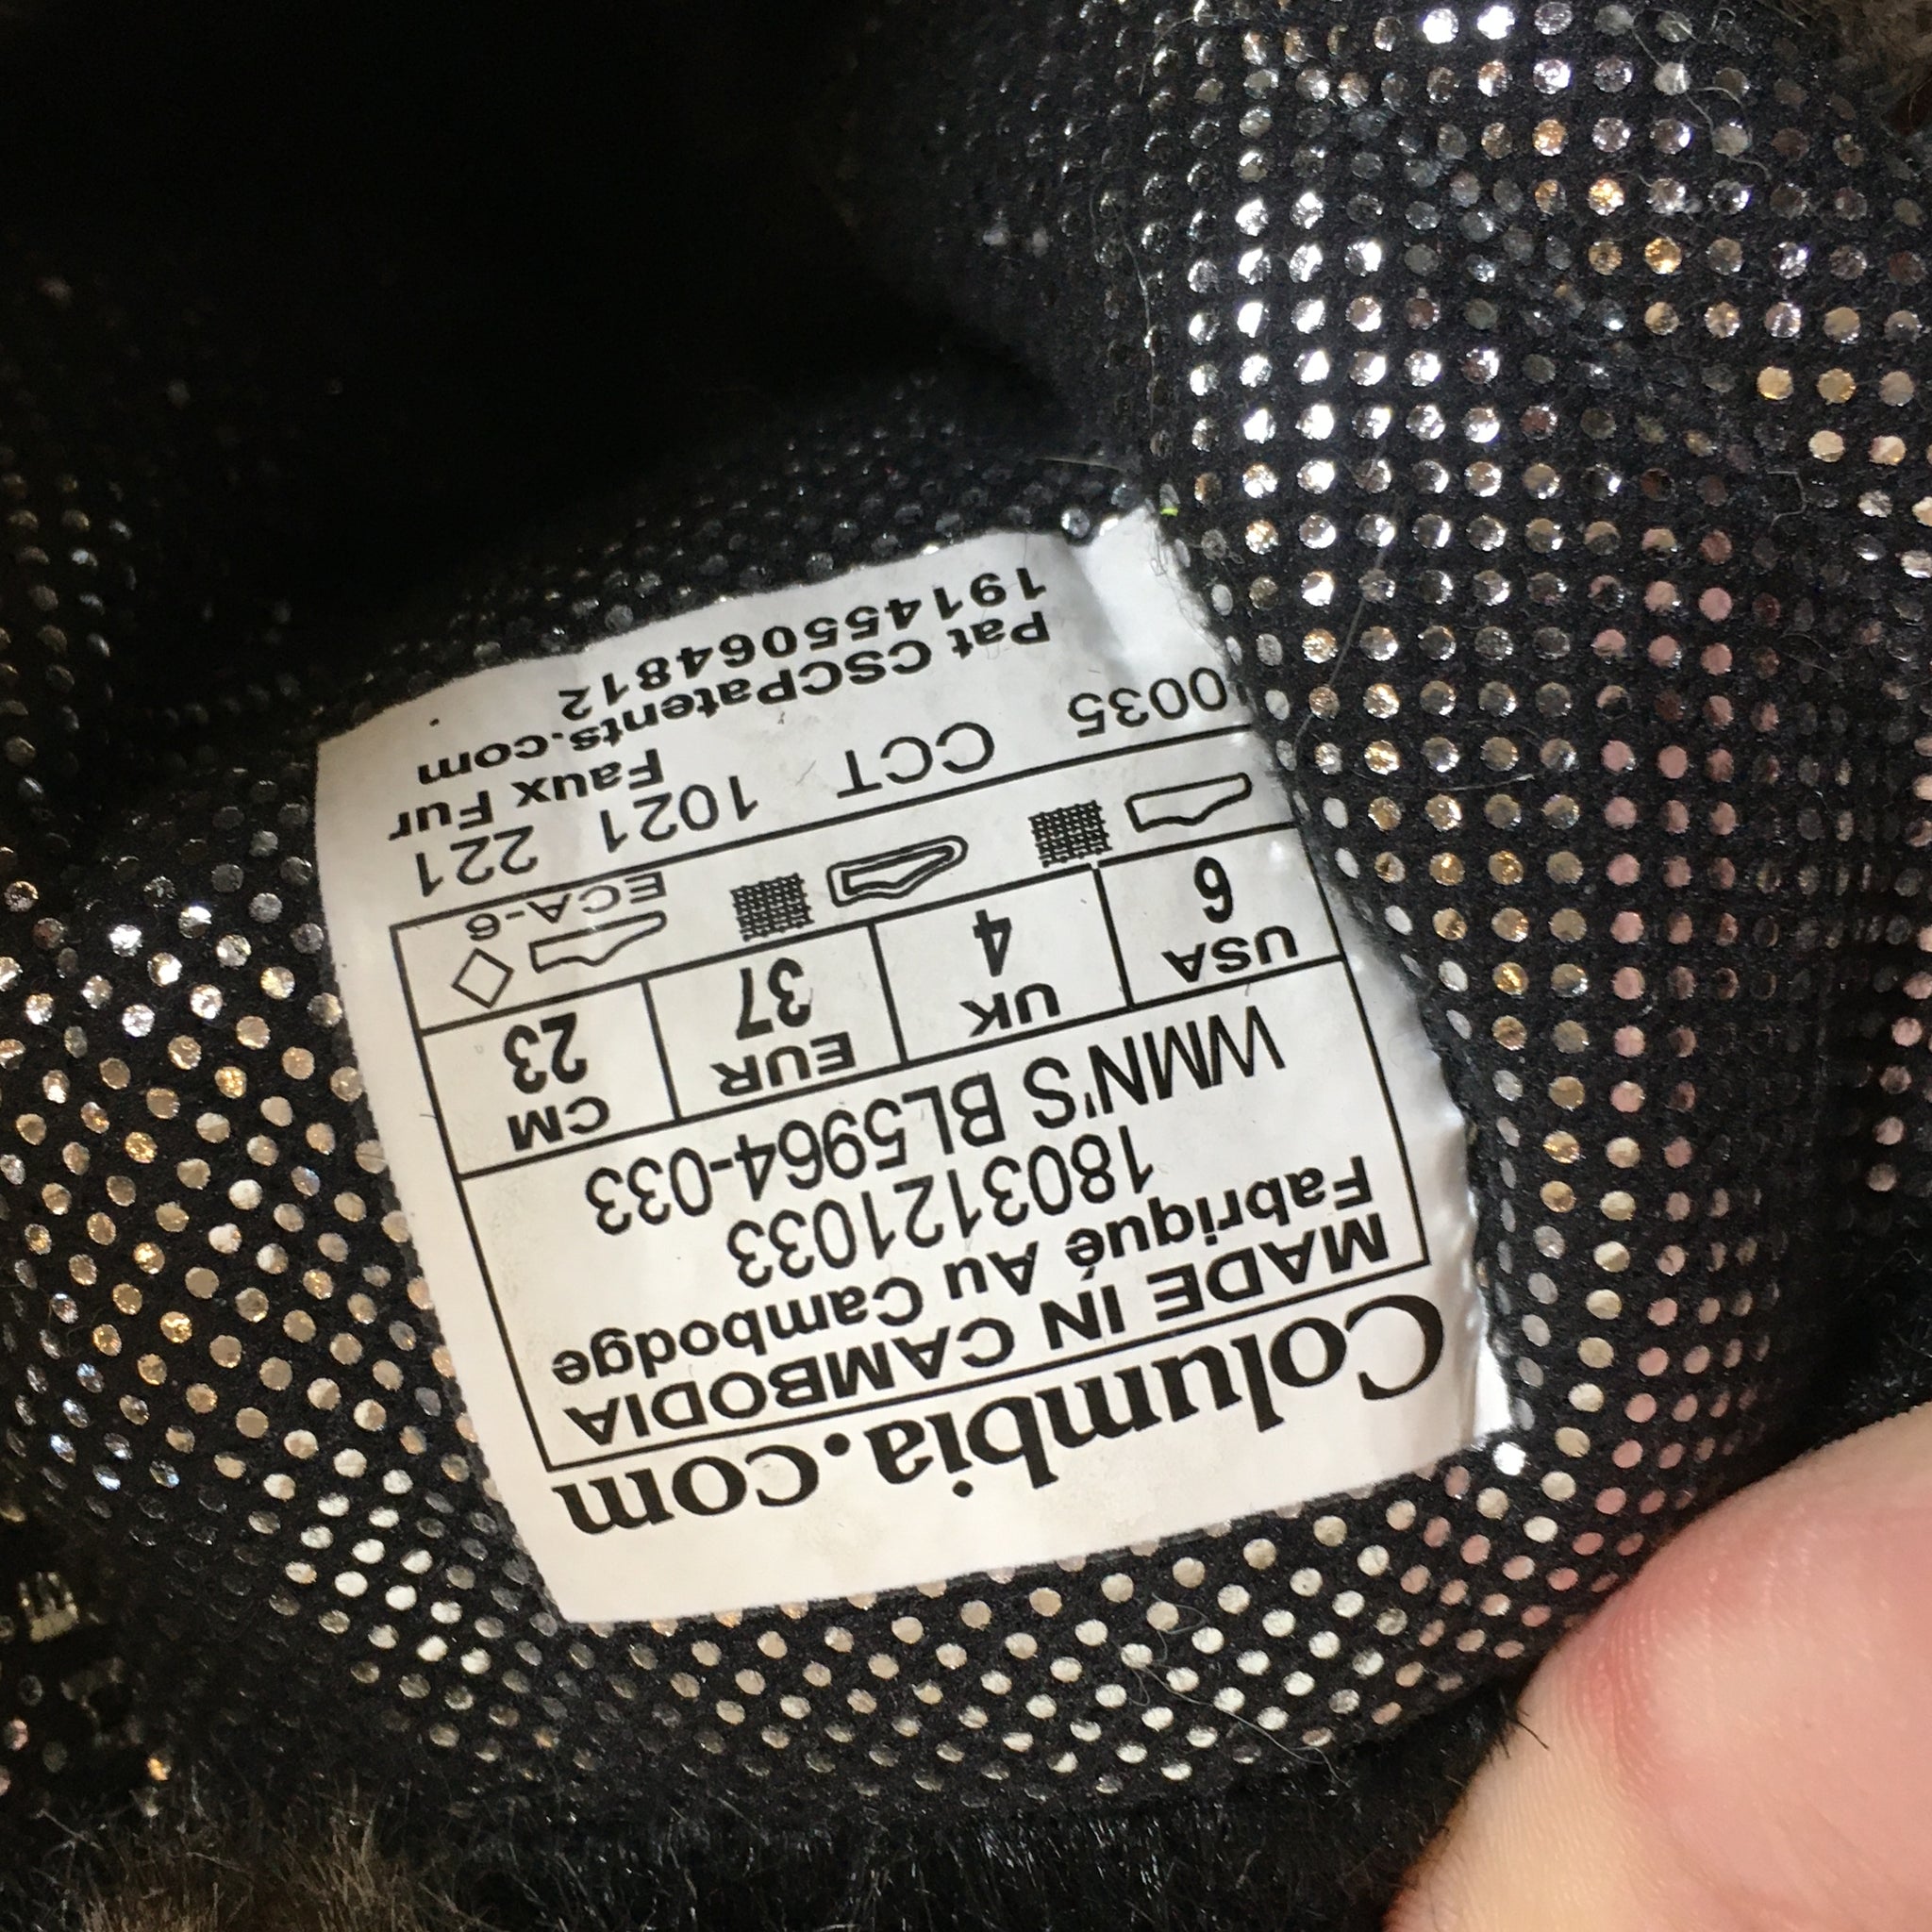 Columbia.com
MADE IN CAMBODIA
Fabriqué Au Cambodge
1803121033
WMN'S BL5964-033
USA UK EUR CM
6 4 37 23
ECA-6
0035 CCT 1021 221
Faux Fur
Pat CSCPatents.com
191455064812